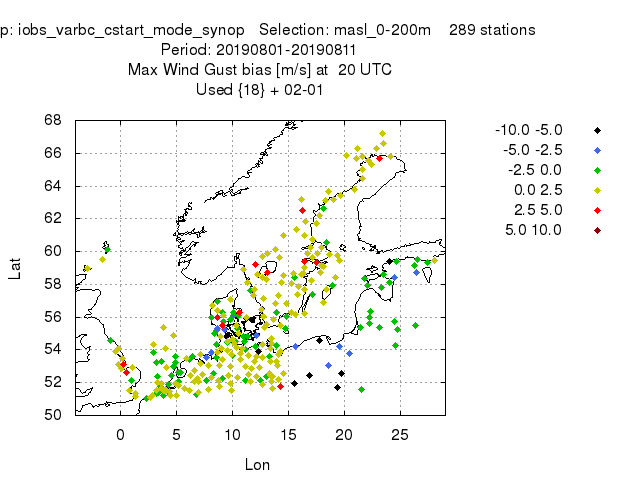 p: iobs_varbc_cstart_mode_synop   Selection: masl_0-200m    289 stations
Period: 20190801-20190811
Max Wind Gust bias [m/s] at  20 UTC
Used {18} + 02-01
68
66
64
62
60
58
56
54
52
50
Lat
0 5 10 15 20 25
Lon
-10.0 -5.0
-5.0 -2.5
-2.5 0.0
0.0 2.5
2.5 5.0
5.0 10.0